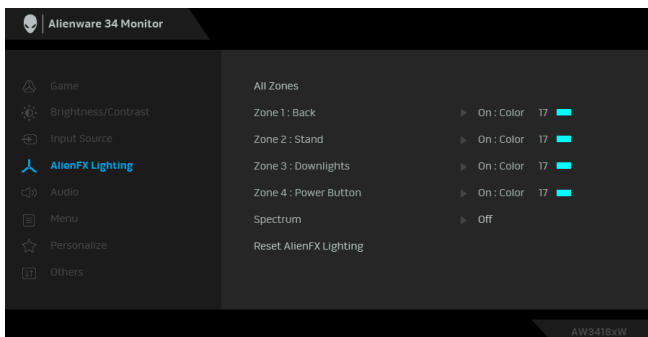 Alienware 34 Monitor
Game
Brightness/Contrast
Input Source
AlienFX Lighting
Audio
Menu
Personalize
Others
All Zones
Zone 1 : Back On : Color 17
Zone 2 : Stand On : Color 17
Zone 3 : Downlights On : Color 17
Zone 4 : Power Button On : Color 17
Spectrum Off
Reset AlienFX Lighting
AW3418xW